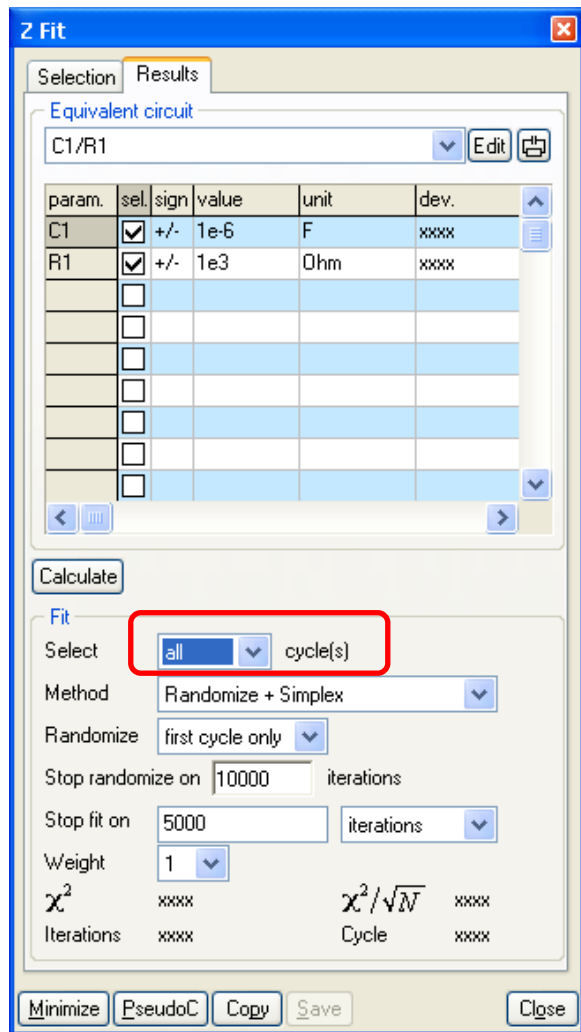 Z Fit
Selection Results
Equivalent circuit
C1/R1 Edit
param. sel. sign value unit dev.
C1 +/- 1e-6 F xxxx
R1 +/- 1e3 Ohm xxxx
Calculate
Fit
Select all cycle(s)
Method Randomize + Simplex
Randomize first cycle only
Stop randomize on 10000 iterations
Stop fit on 5000 iterations
Weight 1
χ² xxxx χ²/√N xxxx
Iterations xxxx Cycle xxxx
Minimize PseudoC Copy Save Close